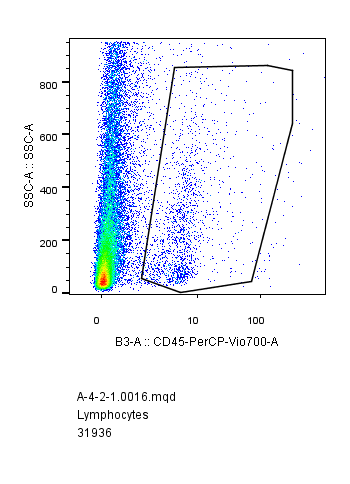 800
600
400
200
0
SSC-A :: SSC-A
0 10 100
B3-A :: CD45-PerCP-Vio700-A
A-4-2-1.0016.mqd
Lymphocytes
31936